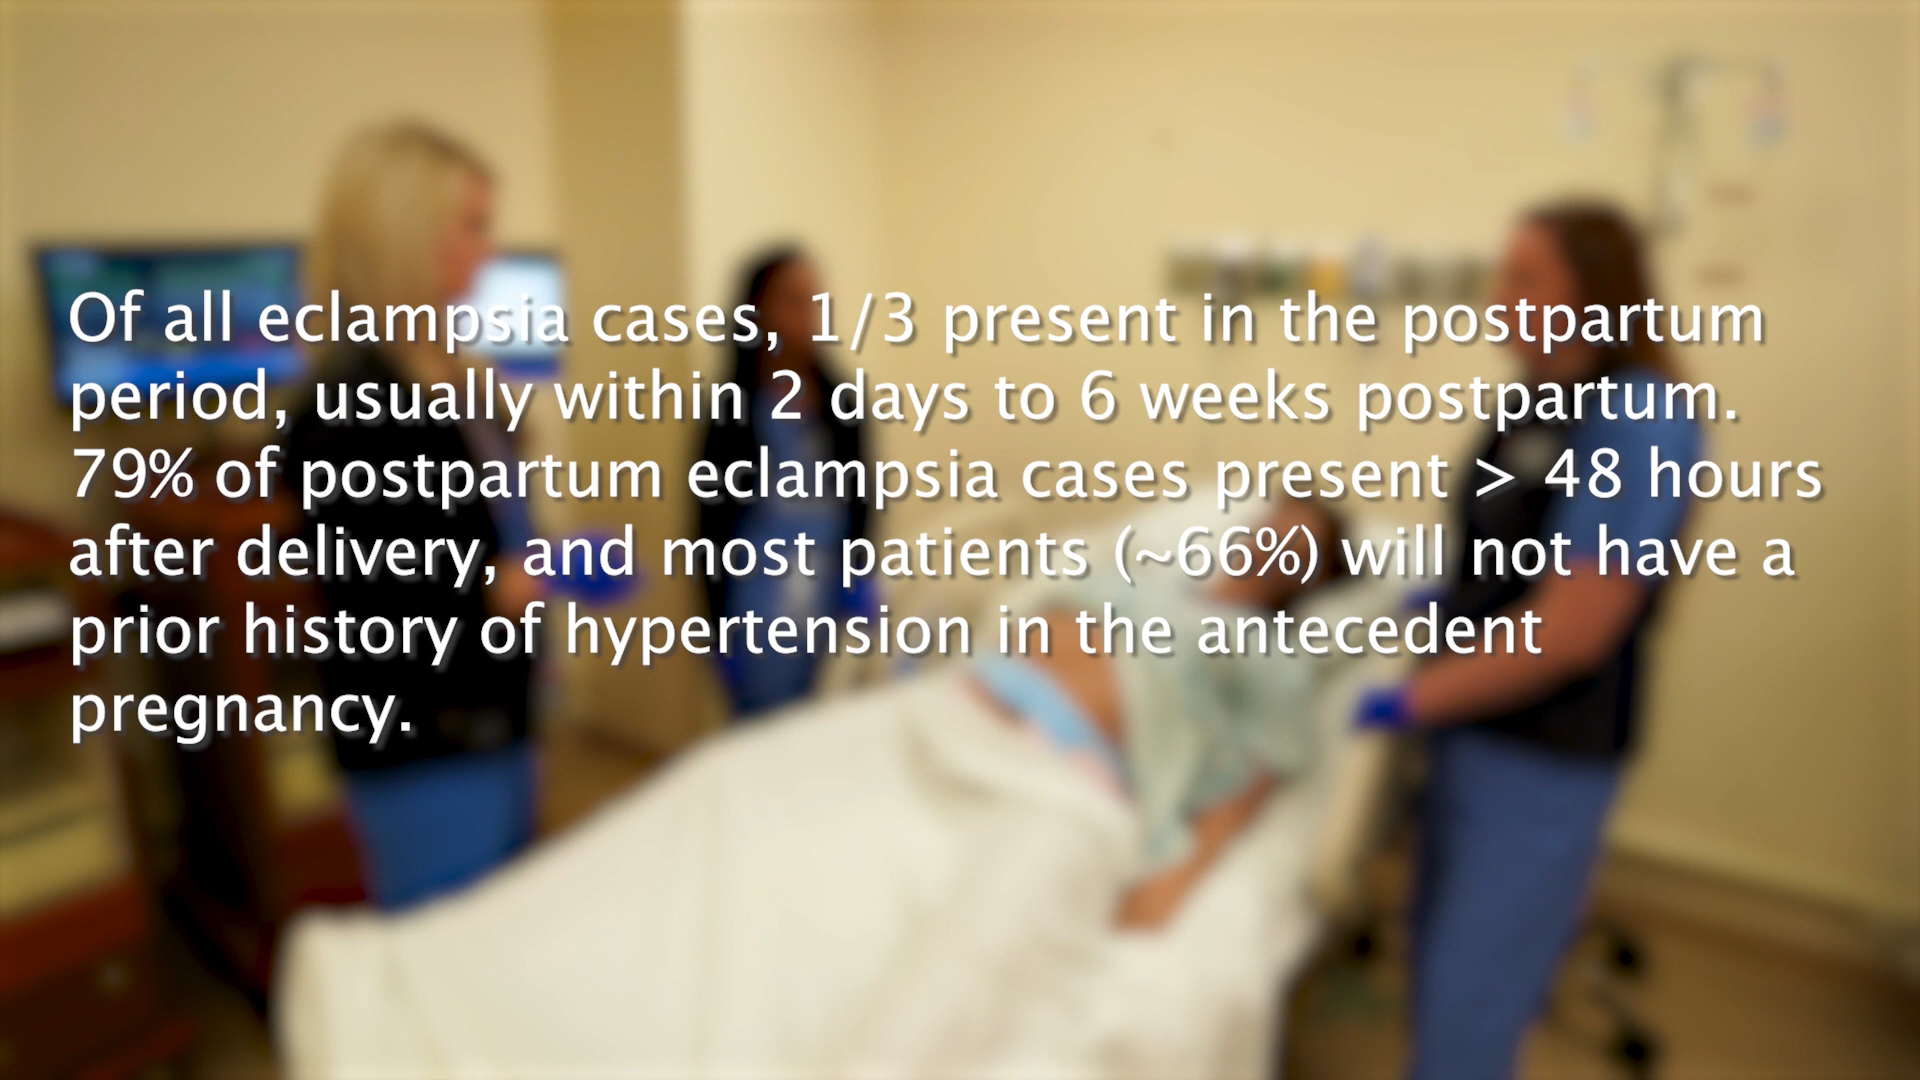 Of all eclampsia cases, 1/3 present in the postpartum
period, usually within 2 days to 6 weeks postpartum.
79% of postpartum eclampsia cases present > 48 hours
after delivery, and most patients (~66%) will not have a
prior history of hypertension in the antecedent
pregnancy.